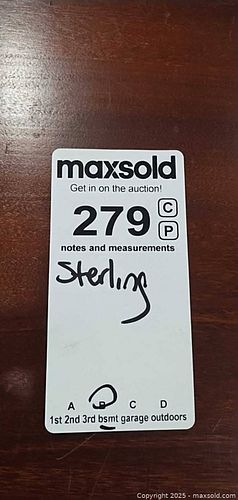 maxsold
Get in on the auction!
279 C
P
notes and measurements
Sterling
A B C D
1st 2nd 3rd bsmt garage outdoors
Copyright 2025 - maxsold.com